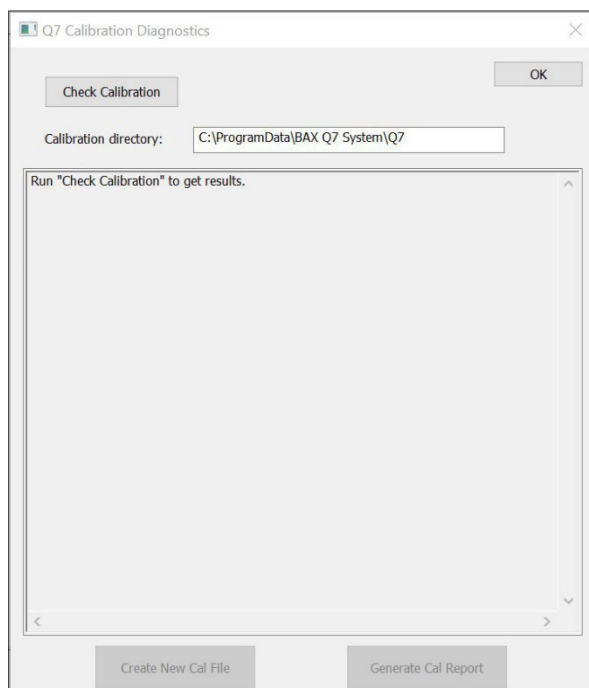 Q7 Calibration Diagnostics
OK
Check Calibration
Calibration directory: C:\ProgramData\BAX Q7 System\Q7
Run "Check Calibration" to get results.
Create New Cal File Generate Cal Report